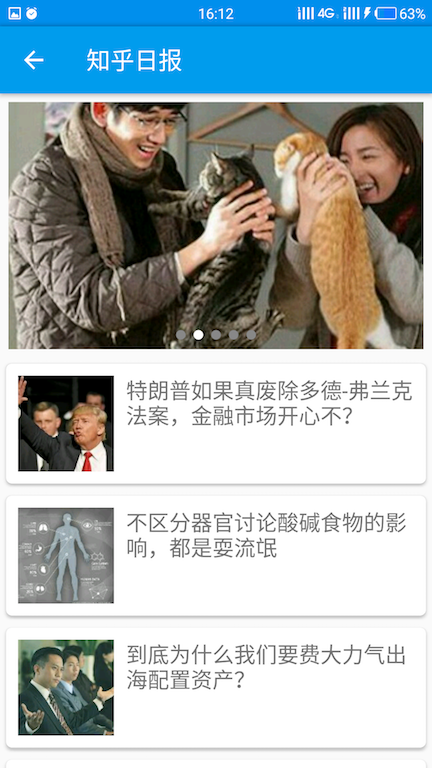 16:12
4G
63%
知乎日报
特朗普如果真废除多德-弗兰克
法案，金融市场开心不？
不区分器官讨论酸碱食物的影
响，都是耍流氓
到底为什么我们要费大力气出
海配置资产？